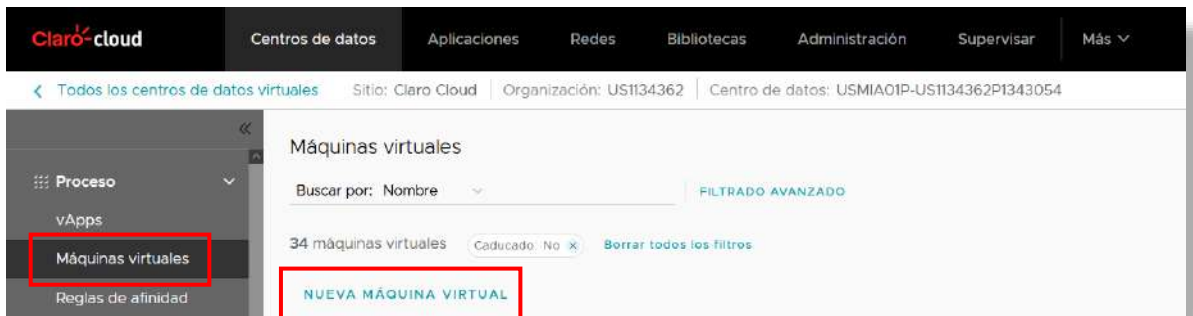 Claro-cloud
Centros de datos Aplicaciones Redes Bibliotecas Administración Supervisar Más
Todos los centros de datos virtuales Sitio: Claro Cloud Organización: US1134362 Centro de datos: USMIA01P-US1134362P1343054
Proceso
vApps
Máquinas virtuales
Reglas de afinidad
Máquinas virtuales
Buscar por: Nombre FILTRADO AVANZADO
34 máquinas virtuales Caducado: No x Borrar todos los filtros
NUEVA MÁQUINA VIRTUAL